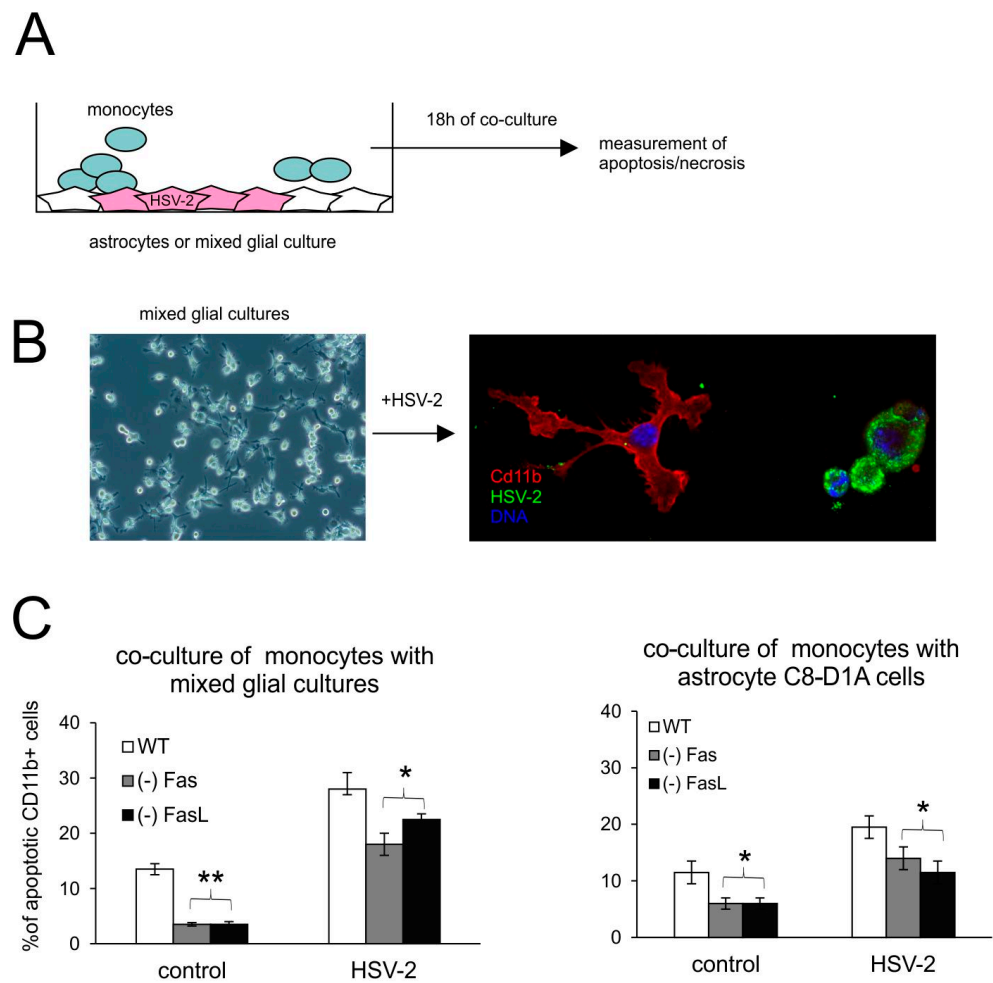 A
monocytes
18h of co-culture
measurement of
apoptosis/necrosis
HSV-2
astrocytes or mixed glial culture
B
mixed glial cultures
+HSV-2
Cd11b
HSV-2
DNA
C
co-culture of monocytes with
mixed glial cultures
%of apoptotic CD11b+ cells
40
30
20
10
0
WT
(-) Fas
(-) FasL
**
*
control
HSV-2
co-culture of monocytes with
astrocyte C8-D1A cells
40
30
20
10
0
WT
(-) Fas
(-) FasL
*
*
control
HSV-2